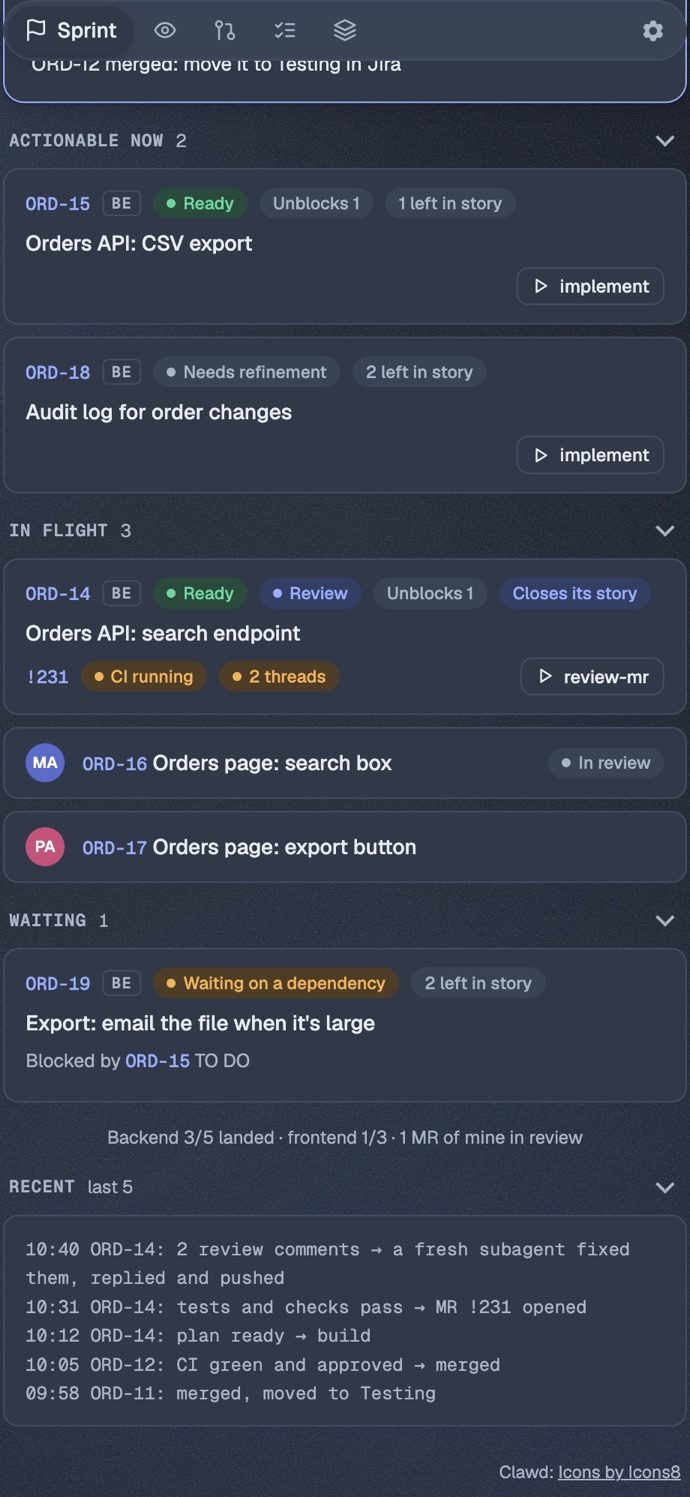 Sprint
ORD-12 merged: move it to Testing in Jira
ACTIONABLE NOW 2
ORD-15 BE Ready Unblocks 1 1 left in story
Orders API: CSV export
implement
ORD-18 BE Needs refinement 2 left in story
Audit log for order changes
implement
IN FLIGHT 3
ORD-14 BE Ready Review Unblocks 1 Closes its story
Orders API: search endpoint
!231 CI running 2 threads review-mr
MA ORD-16 Orders page: search box In review
PA ORD-17 Orders page: export button
WAITING 1
ORD-19 BE Waiting on a dependency 2 left in story
Export: email the file when it's large
Blocked by ORD-15 TO DO
Backend 3/5 landed · frontend 1/3 · 1 MR of mine in review
RECENT last 5
10:40 ORD-14: 2 review comments → a fresh subagent fixed
them, replied and pushed
10:31 ORD-14: tests and checks pass → MR !231 opened
10:12 ORD-14: plan ready → build
10:05 ORD-12: CI green and approved → merged
09:58 ORD-11: merged, moved to Testing
Clawd: Icons by Icons8